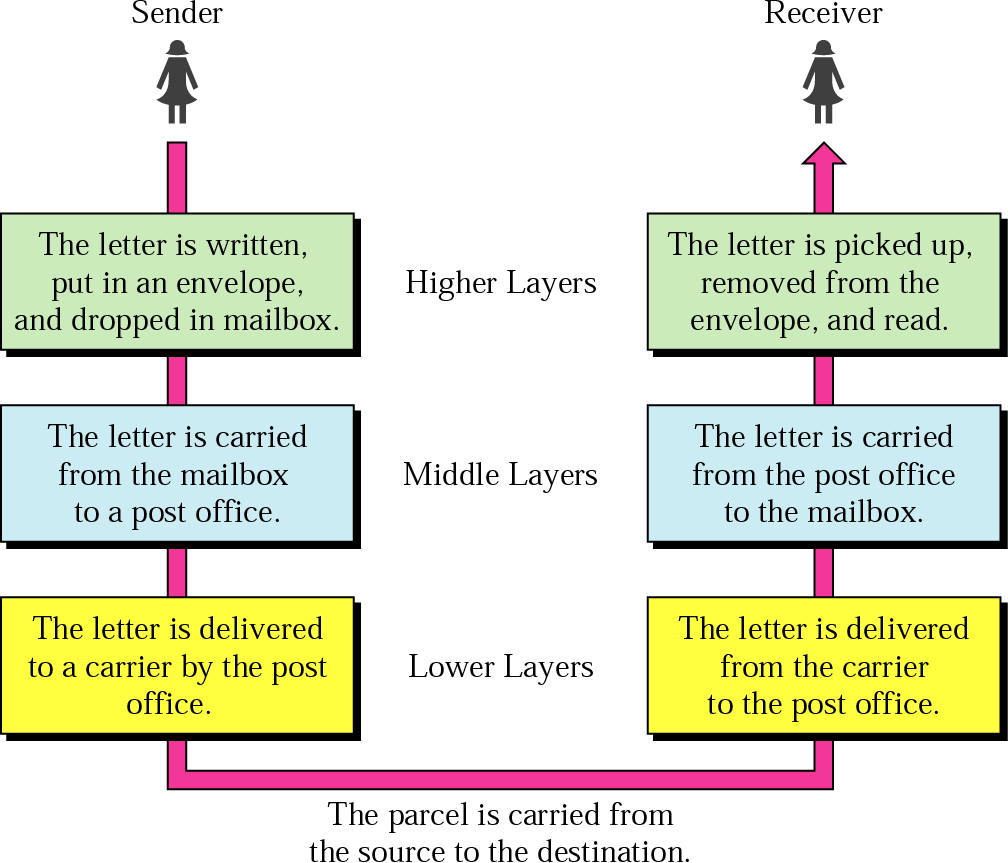 Sender
Receiver
The letter is written,
put in an envelope,
and dropped in mailbox.
Higher Layers
The letter is picked up,
removed from the
envelope, and read.
The letter is carried
from the mailbox
to a post office.
Middle Layers
The letter is carried
from the post office
to the mailbox.
The letter is delivered
to a carrier by the post
office.
Lower Layers
The letter is delivered
from the carrier
to the post office.
The parcel is carried from
the source to the destination.